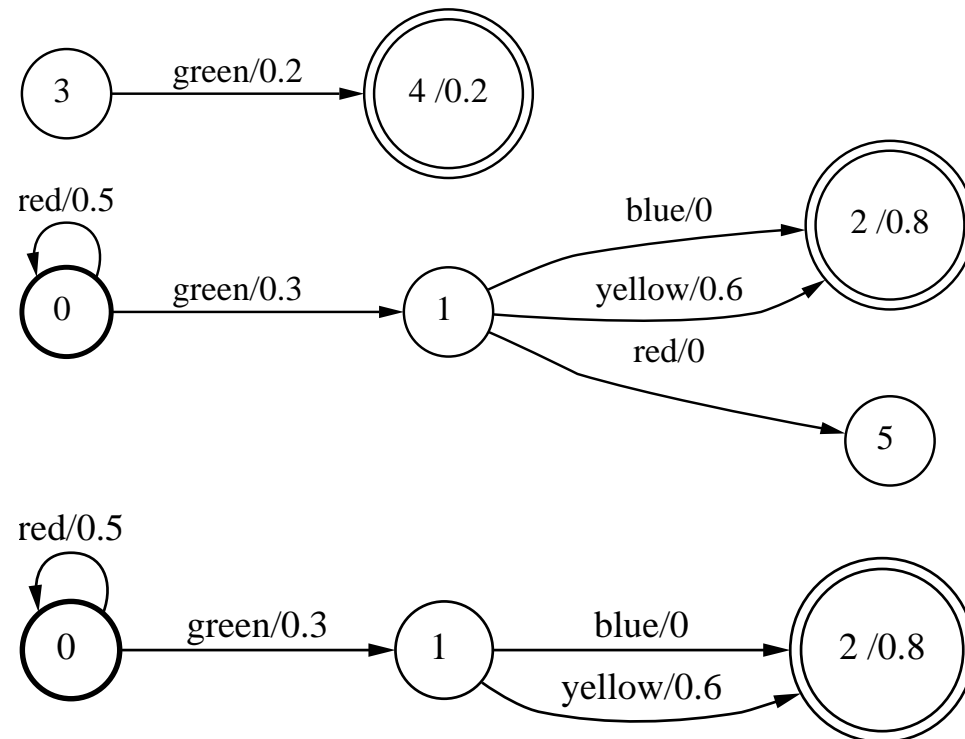 green/0.2
3
4 /0.2
red/0.5
blue/0
2 /0.8
green/0.3
yellow/0.6
0
1
red/0
5
red/0.5
green/0.3
blue/0
0
1
2 /0.8
yellow/0.6